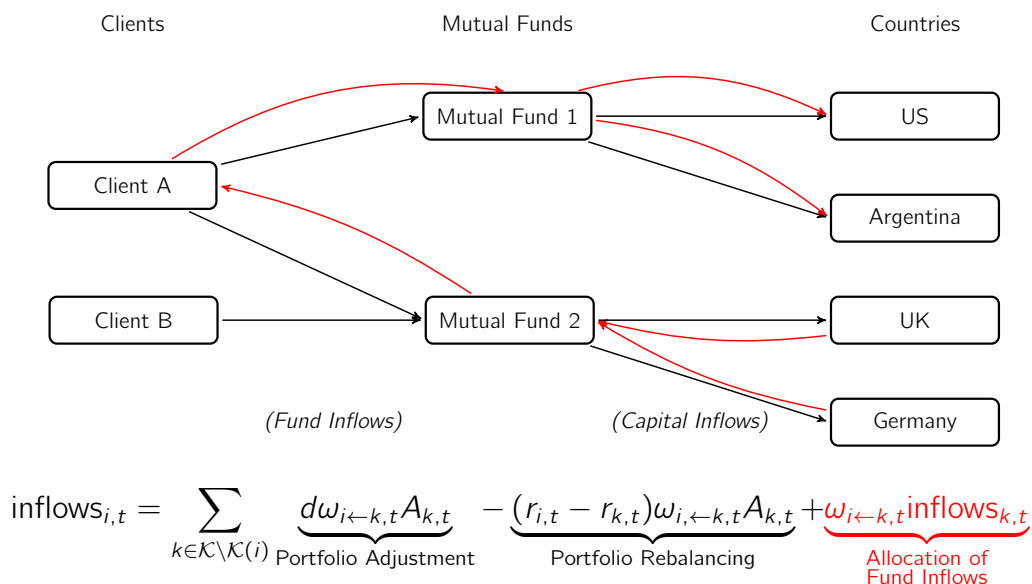 Clients Mutual Funds Countries
Mutual Fund 1 US
Client A
Argentina
Client B Mutual Fund 2 UK
(Fund Inflows) (Capital Inflows) Germany
inflows_{i,t} = \sum_{k∈𝒦\𝒦(i)} dω_{i←k,t}A_{k,t} −(r_{i,t} − r_{k,t})ω_{i,←k,t}A_{k,t} +ω_{i←k,t}inflows_{k,t}
Portfolio Adjustment Portfolio Rebalancing Allocation of
Fund Inflows